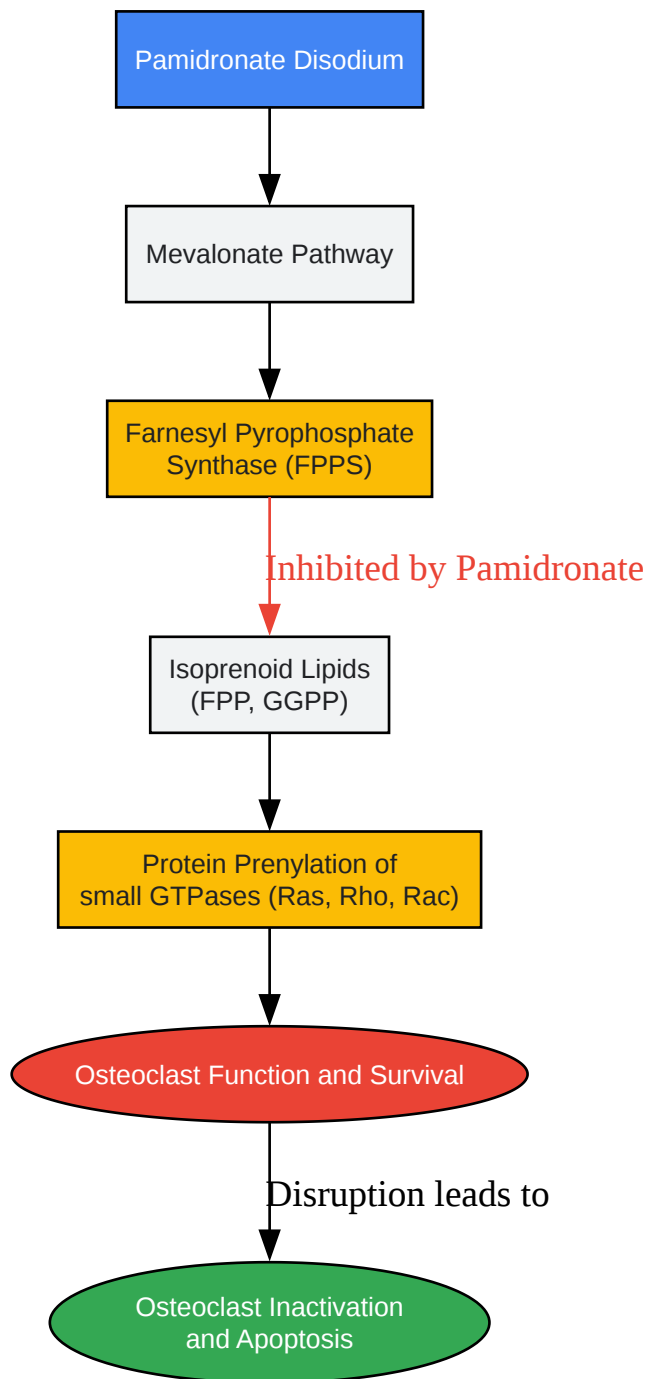 Pamidronate Disodium
Mevalonate Pathway
Farnesyl Pyrophosphate
Synthase (FPPS)
Inhibited by Pamidronate
Isoprenoid Lipids
(FPP, GGPP)
Protein Prenylation of
small GTPases (Ras, Rho, Rac)
Osteoclast Function and Survival
Disruption leads to
Osteoclast Inactivation
and Apoptosis